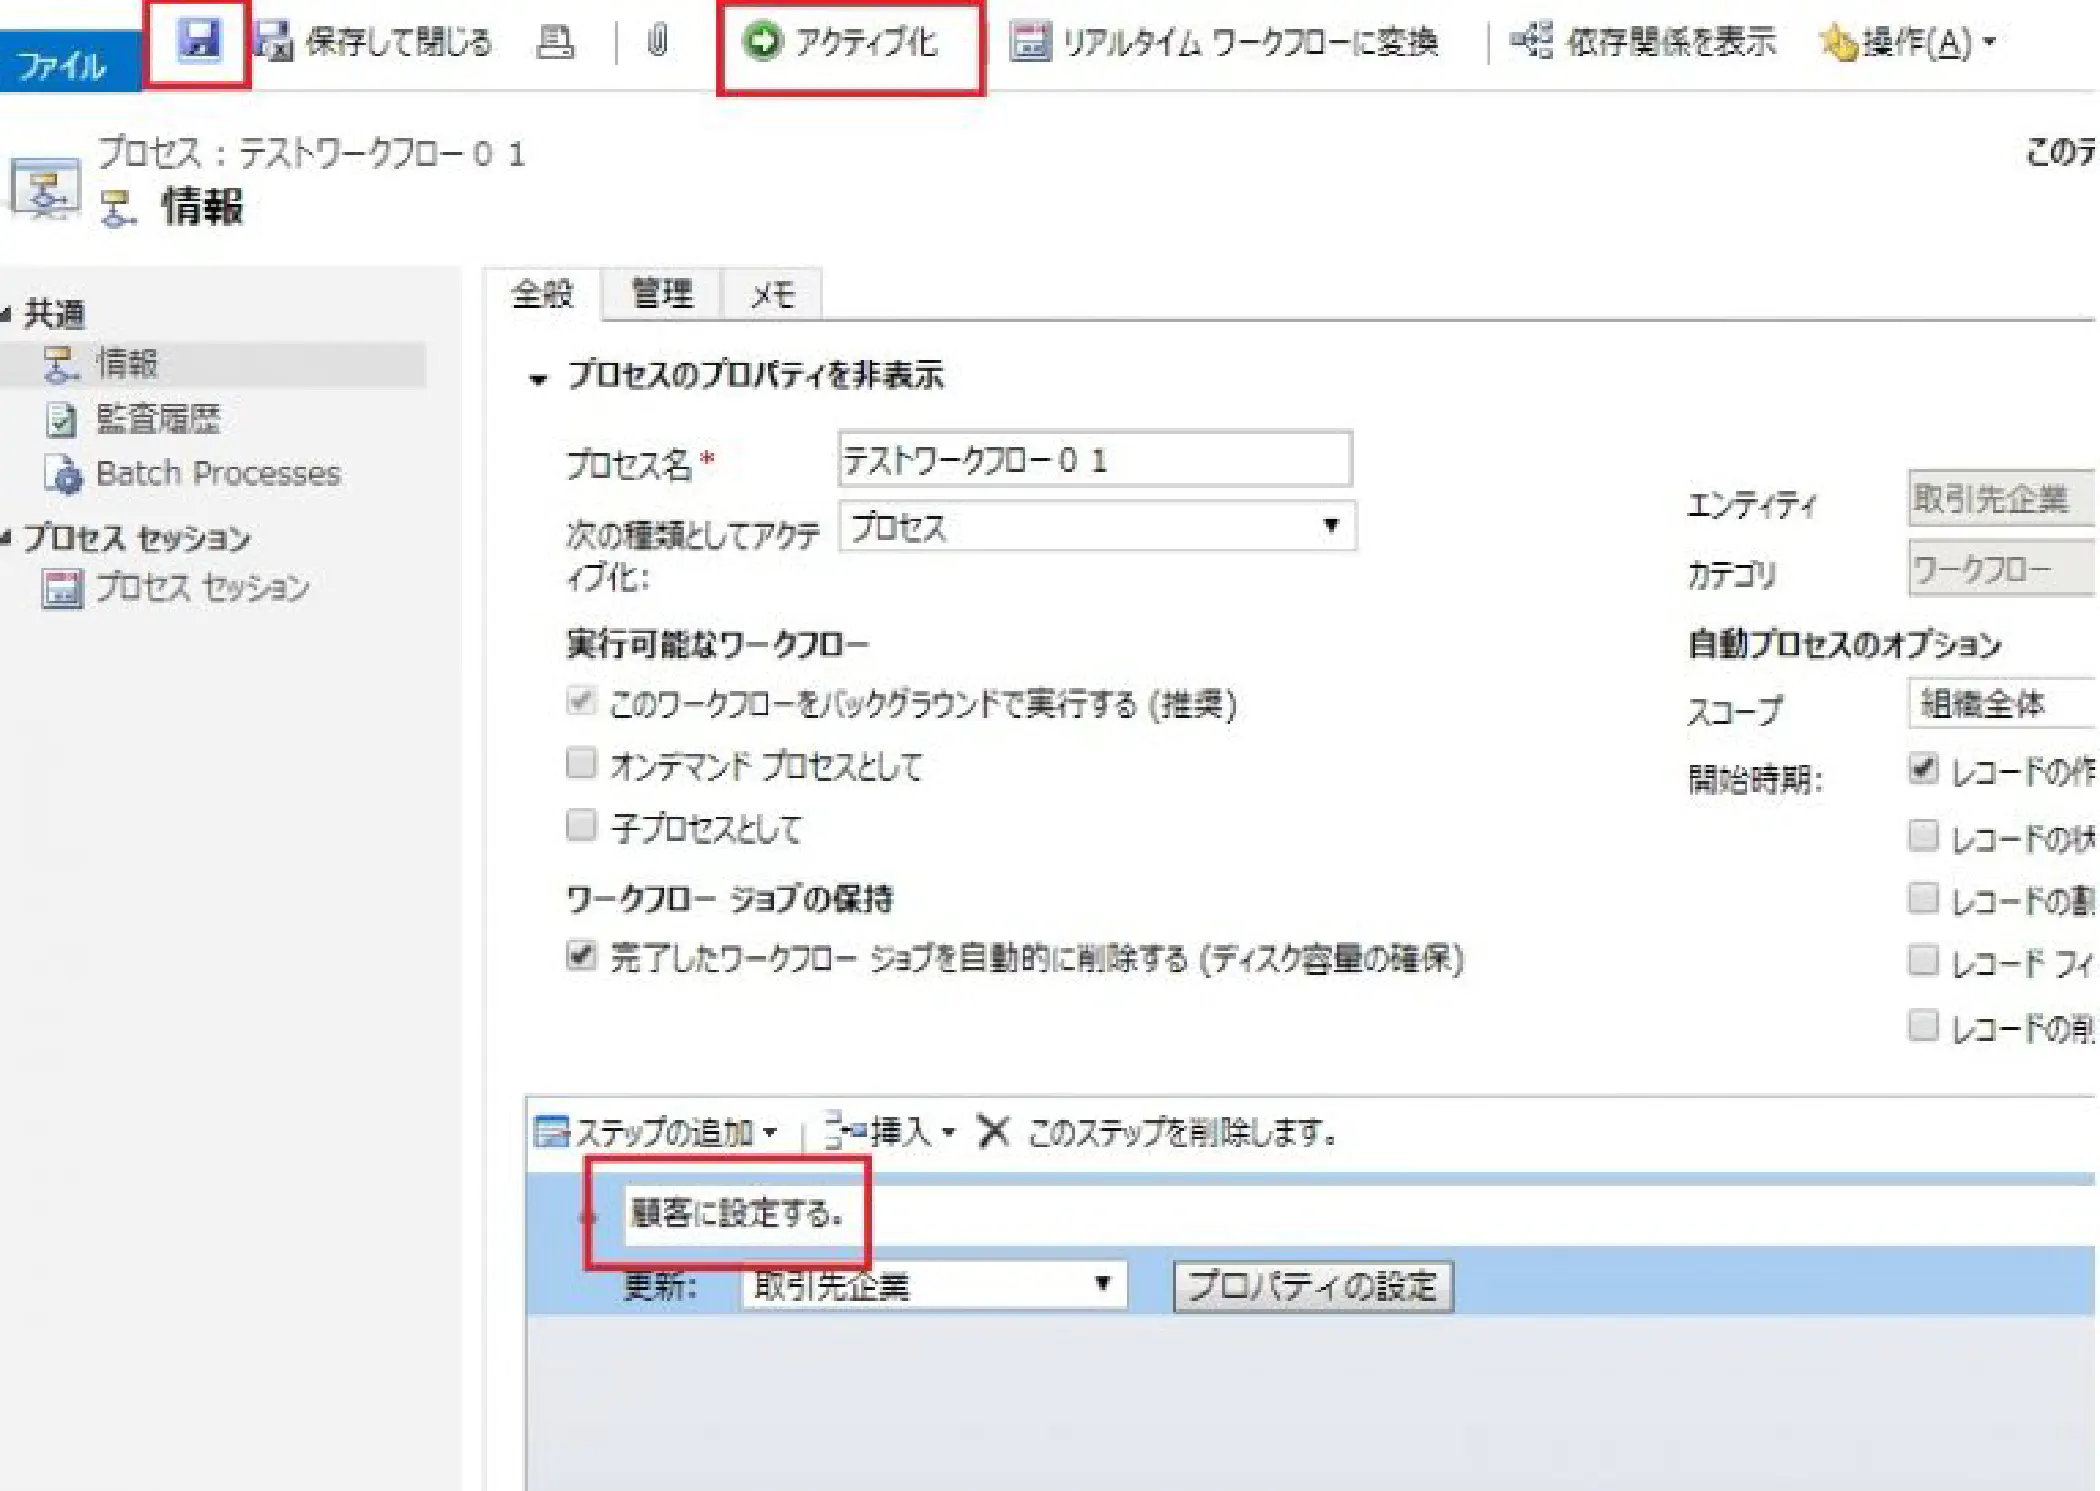 ファイル
保存して閉じる
アクティブ化
リアルタイム ワークフローに変換
依存関係を表示
操作(A)
プロセス : テストワークフロー０１
情報
このテ
共通
情報
監査履歴
Batch Processes
プロセス セッション
プロセス セッション
全般
管理
メモ
プロセスのプロパティを非表示
プロセス名 *
テストワークフロー０１
次の種類としてアクテ
ィブ化:
プロセス
エンティティ
取引先企業
カテゴリ
ワークフロー
実行可能なワークフロー
このワークフローをバックグラウンドで実行する (推奨)
オンデマンド プロセスとして
子プロセスとして
ワークフロー ジョブの保持
完了したワークフロー ジョブを自動的に削除する (ディスク容量の確保)
自動プロセスのオプション
スコープ
組織全体
開始時期:
レコードの作
レコードの状
レコードの割
レコード フィ
レコードの削
ステップの追加
挿入
このステップを削除します。
顧客に設定する。
更新:
取引先企業
プロパティの設定